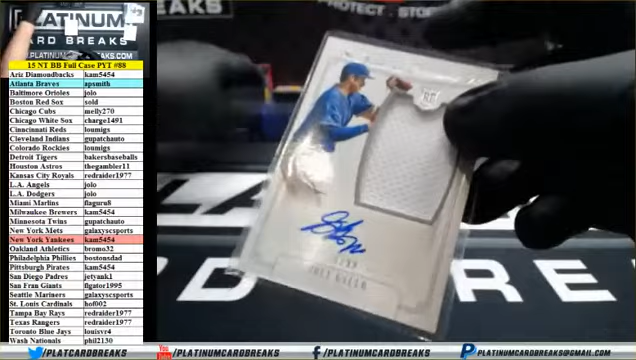 PROTECT . STO
PLATINUM
CARD BREAKS
PLATINUMCARDBREAKS.COM
15 NT BB Full Case PYT #88
Ariz Diamondbacks kam5454
Atlanta Braves apsmith
Baltimore Orioles jolo
Boston Red Sox sold
Chicago Cubs melly270
Chicago White Sox charge1491
Cinncinnati Reds loumigs
Cleveland Indians gupatchauto
Colorado Rockies loumigs
Detroit Tigers bakersbaseballs
Houston Astros thegambler11
Kansas City Royals redraider1977
L.A. Angels jolo
L.A. Dodgers jolo
Miami Marlins flaguru8
Milwaukee Brewers kam5454
Minnesota Twins gupatchauto
New York Mets galaxyscsports
New York Yankees kam5454
Oakland Athletics bromo32
Philadelphia Phillies bostonsdad
Pittsburgh Pirates kam5454
San Diego Padres jetyank1
San Fran Giants flgator1995
Seattle Mariners galaxyscsports
St. Louis Cardinals hof002
Tampa Bay Rays redraider1977
Texas Rangers redraider1977
Toronto Blue Jays louisvr4
Wash Nationals phil2130
JOEY GALLO
/PLATCARDBREAKS
/PLATINUMCARDBREAKS
/PLATINUMCARDBREAKS
PLATINUMCARDBREAKS@GMAIL.COM